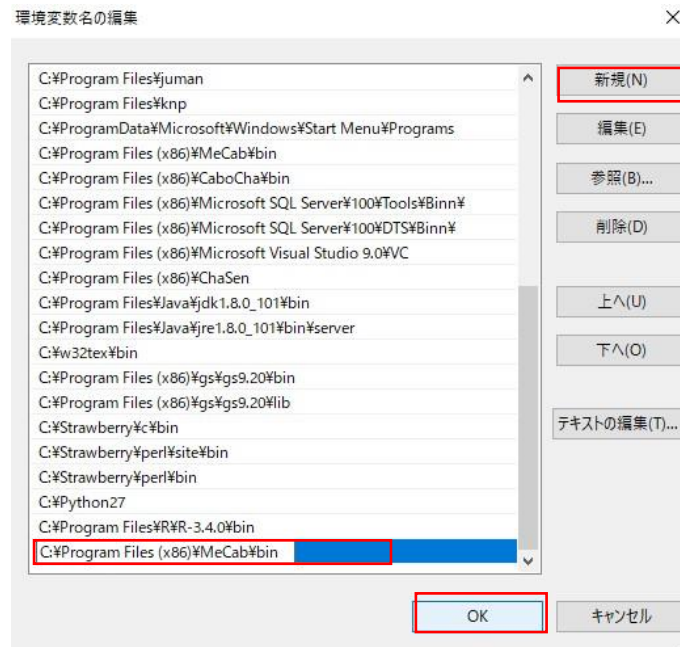 環境変数名の編集
C:¥Program Files¥juman
C:¥Program Files¥knp
C:¥ProgramData¥Microsoft¥Windows¥Start Menu¥Programs
C:¥Program Files (x86)¥MeCab¥bin
C:¥Program Files (x86)¥CaboCha¥bin
C:¥Program Files (x86)¥Microsoft SQL Server¥100¥Tools¥Binn¥
C:¥Program Files (x86)¥Microsoft SQL Server¥100¥DTS¥Binn¥
C:¥Program Files (x86)¥Microsoft Visual Studio 9.0¥VC
C:¥Program Files (x86)¥ChaSen
C:¥Program Files¥Java¥jdk1.8.0_101¥bin
C:¥Program Files¥Java¥jre1.8.0_101¥bin¥server
C:¥w32tex¥bin
C:¥Program Files (x86)¥gs¥gs9.20¥bin
C:¥Program Files (x86)¥gs¥gs9.20¥lib
C:¥Strawberry¥c¥bin
C:¥Strawberry¥perl¥site¥bin
C:¥Strawberry¥perl¥bin
C:¥Python27
C:¥Program Files¥R¥R-3.4.0¥bin
C:¥Program Files (x86)¥MeCab¥bin
新規(N)
編集(E)
参照(B)...
削除(D)
上へ(U)
下へ(O)
テキストの編集(T)...
OK
キャンセル